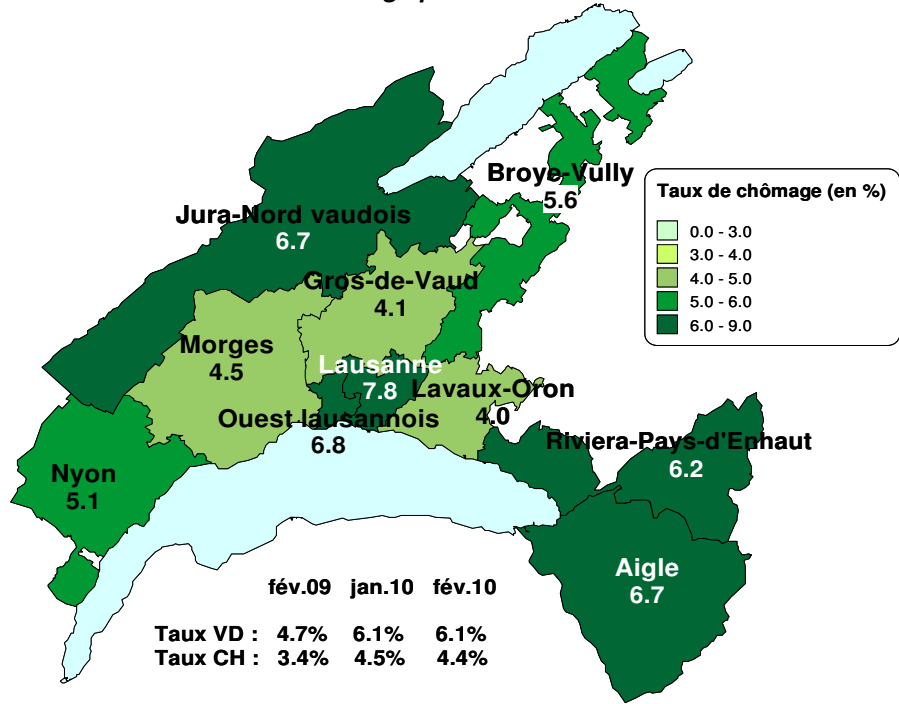 Broye-Vully
5.6
Taux de chômage (en %)
0.0 - 3.0
3.0 - 4.0
4.0 - 5.0
5.0 - 6.0
6.0 - 9.0
Jura-Nord vaudois
6.7
Gros-de-Vaud
4.1
Morges
4.5
Lausanne
7.8
Lavaux-Oron
4.0
Ouest lausannois
6.8
Riviera-Pays-d'Enhaut
6.2
Nyon
5.1
Aigle
6.7
fév.09 jan.10 fév.10
Taux VD : 4.7% 6.1% 6.1%
Taux CH : 3.4% 4.5% 4.4%